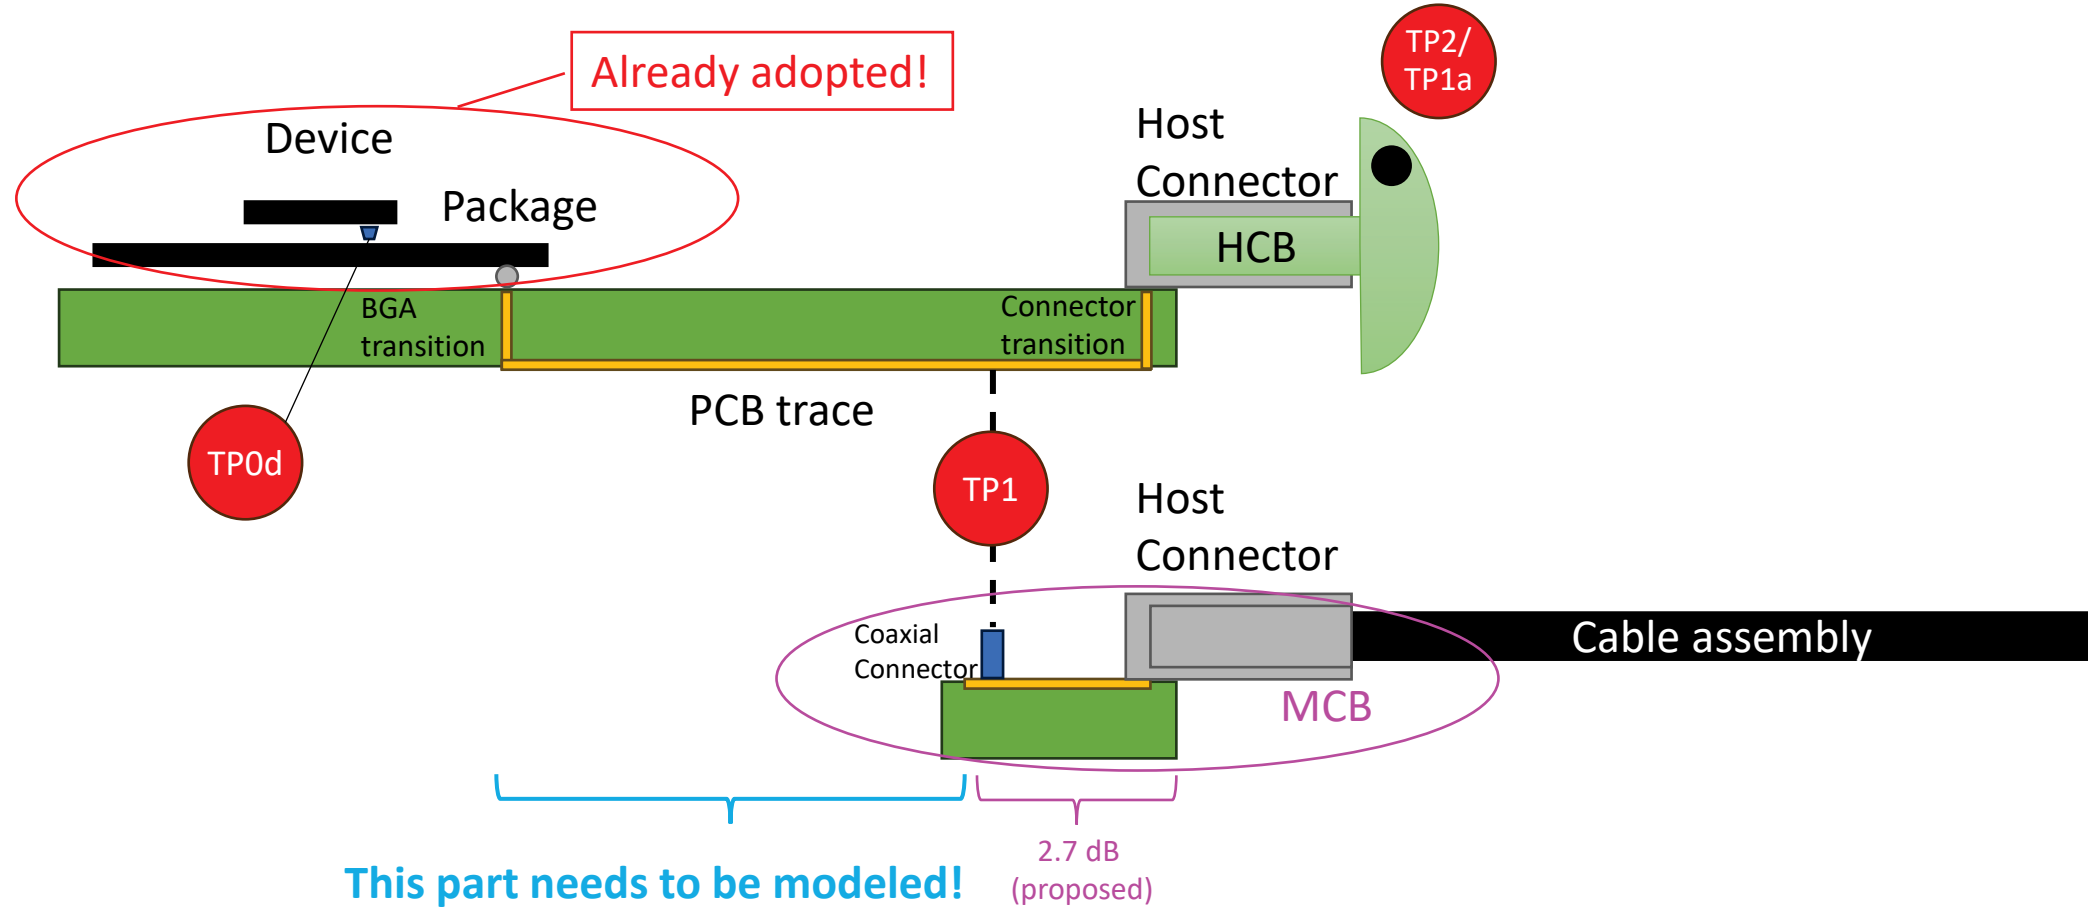 TP2/
TP1a
Already adopted!
Host
Connector
Device
Package
HCB
BGA
transition
Connector
transition
PCB trace
TP0d
TP1
Host
Connector
Coaxial
Connector
Cable assembly
MCB
2.7 dB
(proposed)
This part needs to be modeled!